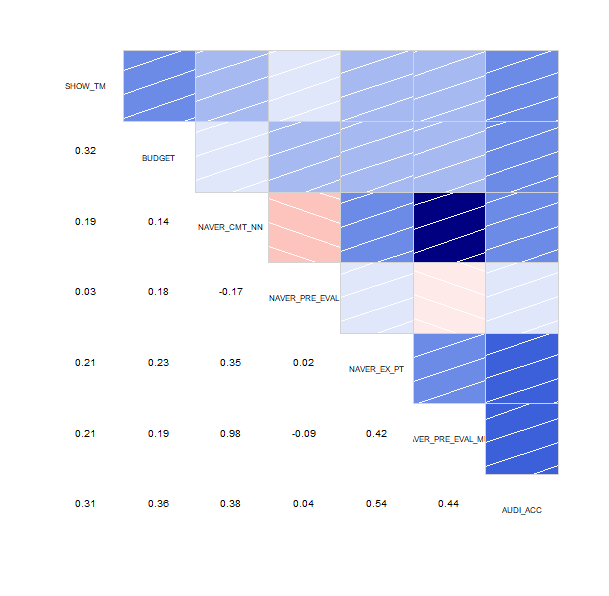 SHOW_TM
0.32 BUDGET
0.19 0.14 NAVER_CMT_NN
0.03 0.18 -0.17 NAVER_PRE_EVAL
0.21 0.23 0.35 0.02 NAVER_EX_PT
0.21 0.19 0.98 -0.09 0.42 AVER_PRE_EVAL_M
0.31 0.36 0.38 0.04 0.54 0.44 AUDI_ACC